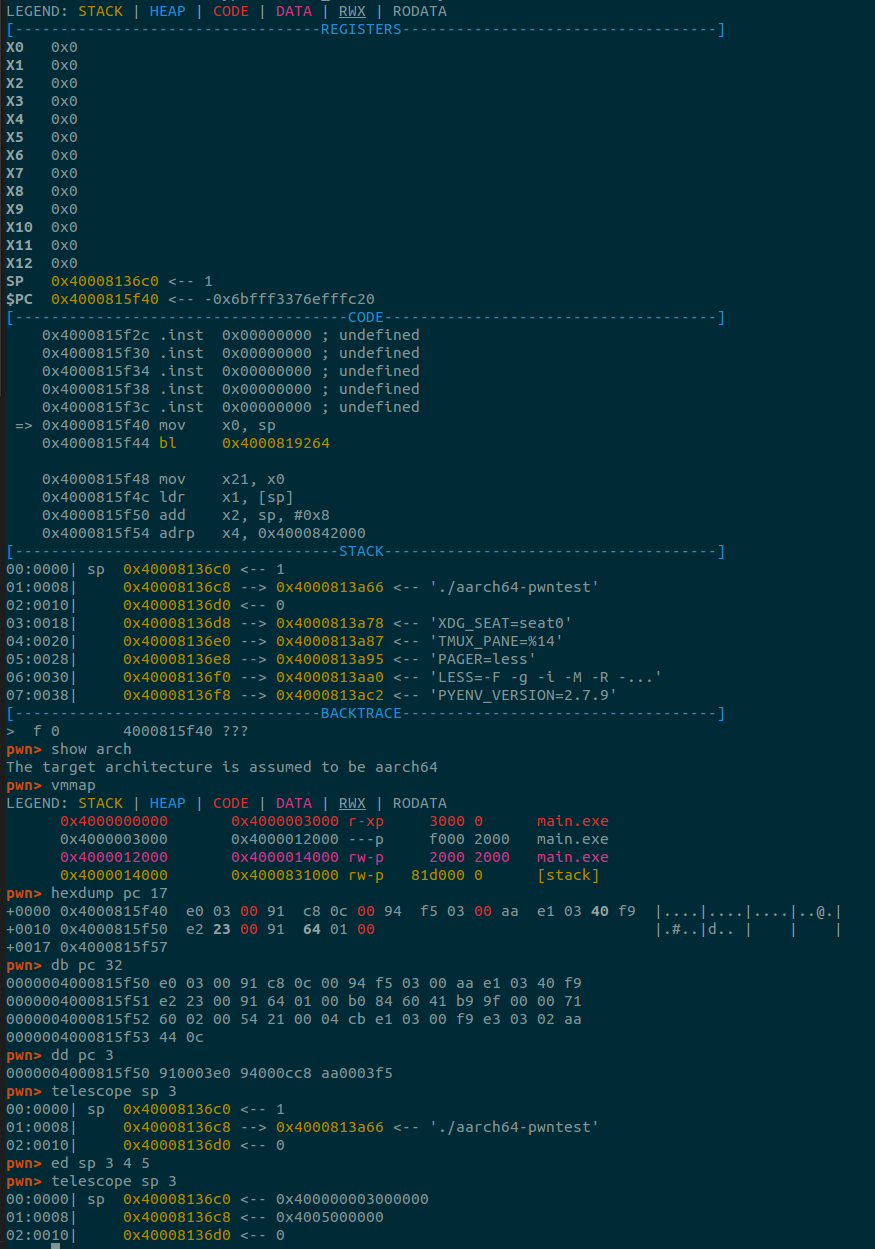 LEGEND: STACK | HEAP | CODE | DATA | RWX | RODATA
[----------------------------------REGISTERS-----------------------------------]
X0   0x0
X1   0x0
X2   0x0
X3   0x0
X4   0x0
X5   0x0
X6   0x0
X7   0x0
X8   0x0
X9   0x0
X10  0x0
X11  0x0
X12  0x0
SP   0x40008136c0 <-- 1
$PC  0x4000815f40 <-- -0x6bfff3376efffc20
[-------------------------------------CODE-------------------------------------]
    0x4000815f2c .inst  0x00000000 ; undefined
    0x4000815f30 .inst  0x00000000 ; undefined
    0x4000815f34 .inst  0x00000000 ; undefined
    0x4000815f38 .inst  0x00000000 ; undefined
    0x4000815f3c .inst  0x00000000 ; undefined
 => 0x4000815f40 mov    x0, sp
    0x4000815f44 bl     0x4000819264
    0x4000815f48 mov    x21, x0
    0x4000815f4c ldr    x1, [sp]
    0x4000815f50 add    x2, sp, #0x8
    0x4000815f54 adrp   x4, 0x4000842000
[------------------------------------STACK-------------------------------------]
00:0000| sp  0x40008136c0 <-- 1
01:0008|     0x40008136c8 --> 0x4000813a66 <-- './aarch64-pwntest'
02:0010|     0x40008136d0 <-- 0
03:0018|     0x40008136d8 --> 0x4000813a78 <-- 'XDG_SEAT=seat0'
04:0020|     0x40008136e0 --> 0x4000813a87 <-- 'TMUX_PANE=%14'
05:0028|     0x40008136e8 --> 0x4000813a95 <-- 'PAGER=less'
06:0030|     0x40008136f0 --> 0x4000813aa0 <-- 'LESS=-F -g -i -M -R -...'
07:0038|     0x40008136f8 --> 0x4000813ac2 <-- 'PYENV_VERSION=2.7.9'
[----------------------------------BACKTRACE-----------------------------------]
>  f 0       4000815f40 ???
pwn> show arch
The target architecture is assumed to be aarch64
pwn> vmmap
LEGEND: STACK | HEAP | CODE | DATA | RWX | RODATA
      0x4000000000       0x4000003000 r-xp     3000 0      main.exe
      0x4000003000       0x4000012000 ---p     f000 2000   main.exe
      0x4000012000       0x4000014000 rw-p     2000 2000   main.exe
      0x4000014000       0x4000831000 rw-p   81d000 0      [stack]
pwn> hexdump pc 17
+0000 0x4000815f40  e0 03 00 91  c8 0c 00 94  f5 03 00 aa  e1 03 40 f9  |....|....|....|..@.|
+0010 0x4000815f50  e2 23 00 91  64 01 00                               |.#..|d.. |    |    |
+0017 0x4000815f57
pwn> db pc 32
0000004000815f50 e0 03 00 91 c8 0c 00 94 f5 03 00 aa e1 03 40 f9
0000004000815f51 e2 23 00 91 64 01 00 b0 84 60 41 b9 9f 00 00 71
0000004000815f52 60 02 00 54 21 00 04 cb e1 03 00 f9 e3 03 02 aa
0000004000815f53 44 0c
pwn> dd pc 3
0000004000815f50 910003e0 94000cc8 aa0003f5
pwn> telescope sp 3
00:0000| sp  0x40008136c0 <-- 1
01:0008|     0x40008136c8 --> 0x4000813a66 <-- './aarch64-pwntest'
02:0010|     0x40008136d0 <-- 0
pwn> ed sp 3 4 5
pwn> telescope sp 3
00:0000| sp  0x40008136c0 <-- 0x400000003000000
01:0008|     0x40008136c8 <-- 0x4005000000
02:0010|     0x40008136d0 <-- 0